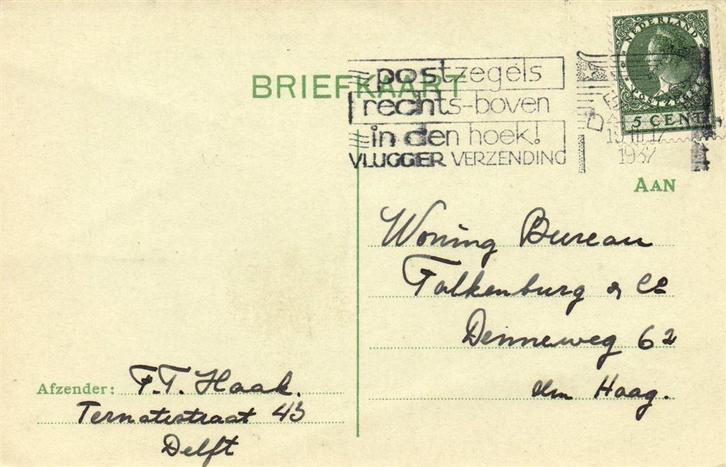 BRIEFKAART
postzegels
rechts-boven
in den hoek!
VLUGGER VERZENDING
1937
NEDERLAND
5 CENT
AAN
Woning Bureau
Falkenburg & Co
Denneweg 62
den Haag.
Afzender: F.T. Haak.
Ternatestraat 43
Delft